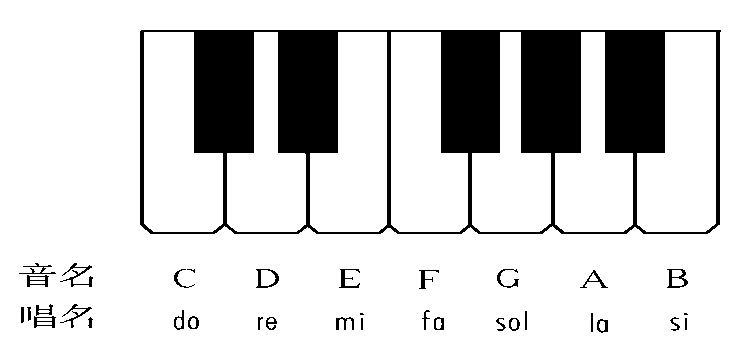 音名 C D E F G A B
唱名 do re mi fa sol la si